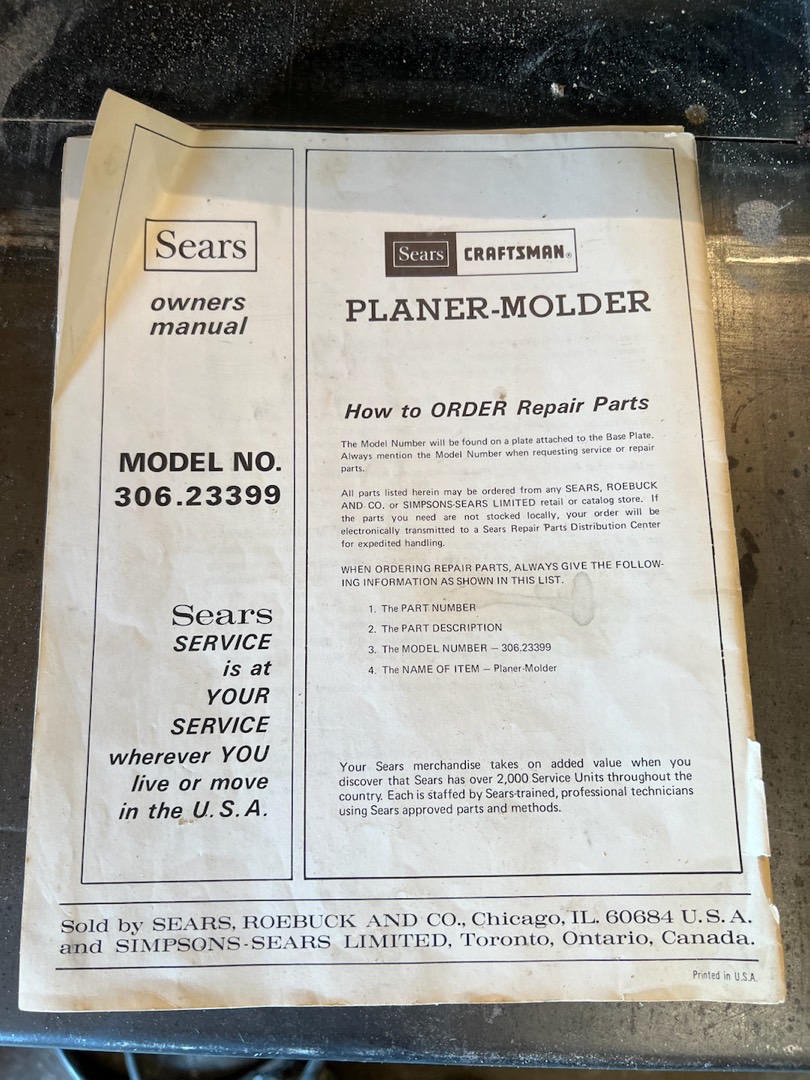 Sears
owners
manual
MODEL NO.
306.23399
Sears
SERVICE
is at
YOUR
SERVICE
wherever YOU
live or move
in the U.S.A.
Sears CRAFTSMAN®
PLANER-MOLDER
How to ORDER Repair Parts
The Model Number will be found on a plate attached to the Base Plate.
Always mention the Model Number when requesting service or repair
parts.
All parts listed herein may be ordered from any SEARS, ROEBUCK
AND CO. or SIMPSONS-SEARS LIMITED retail or catalog store. If
the parts you need are not stocked locally, your order will be
electronically transmitted to a Sears Repair Parts Distribution Center
for expedited handling.
WHEN ORDERING REPAIR PARTS, ALWAYS GIVE THE FOLLOW-
ING INFORMATION AS SHOWN IN THIS LIST.
1. The PART NUMBER
2. The PART DESCRIPTION
3. The MODEL NUMBER — 306.23399
4. The NAME OF ITEM — Planer-Molder
Your Sears merchandise takes on added value when you
discover that Sears has over 2,000 Service Units throughout the
country. Each is staffed by Sears-trained, professional technicians
using Sears approved parts and methods.
Sold by SEARS, ROEBUCK AND CO., Chicago, IL. 60684 U.S.A.
and SIMPSONS-SEARS LIMITED, Toronto, Ontario, Canada.
Printed in U.S.A.